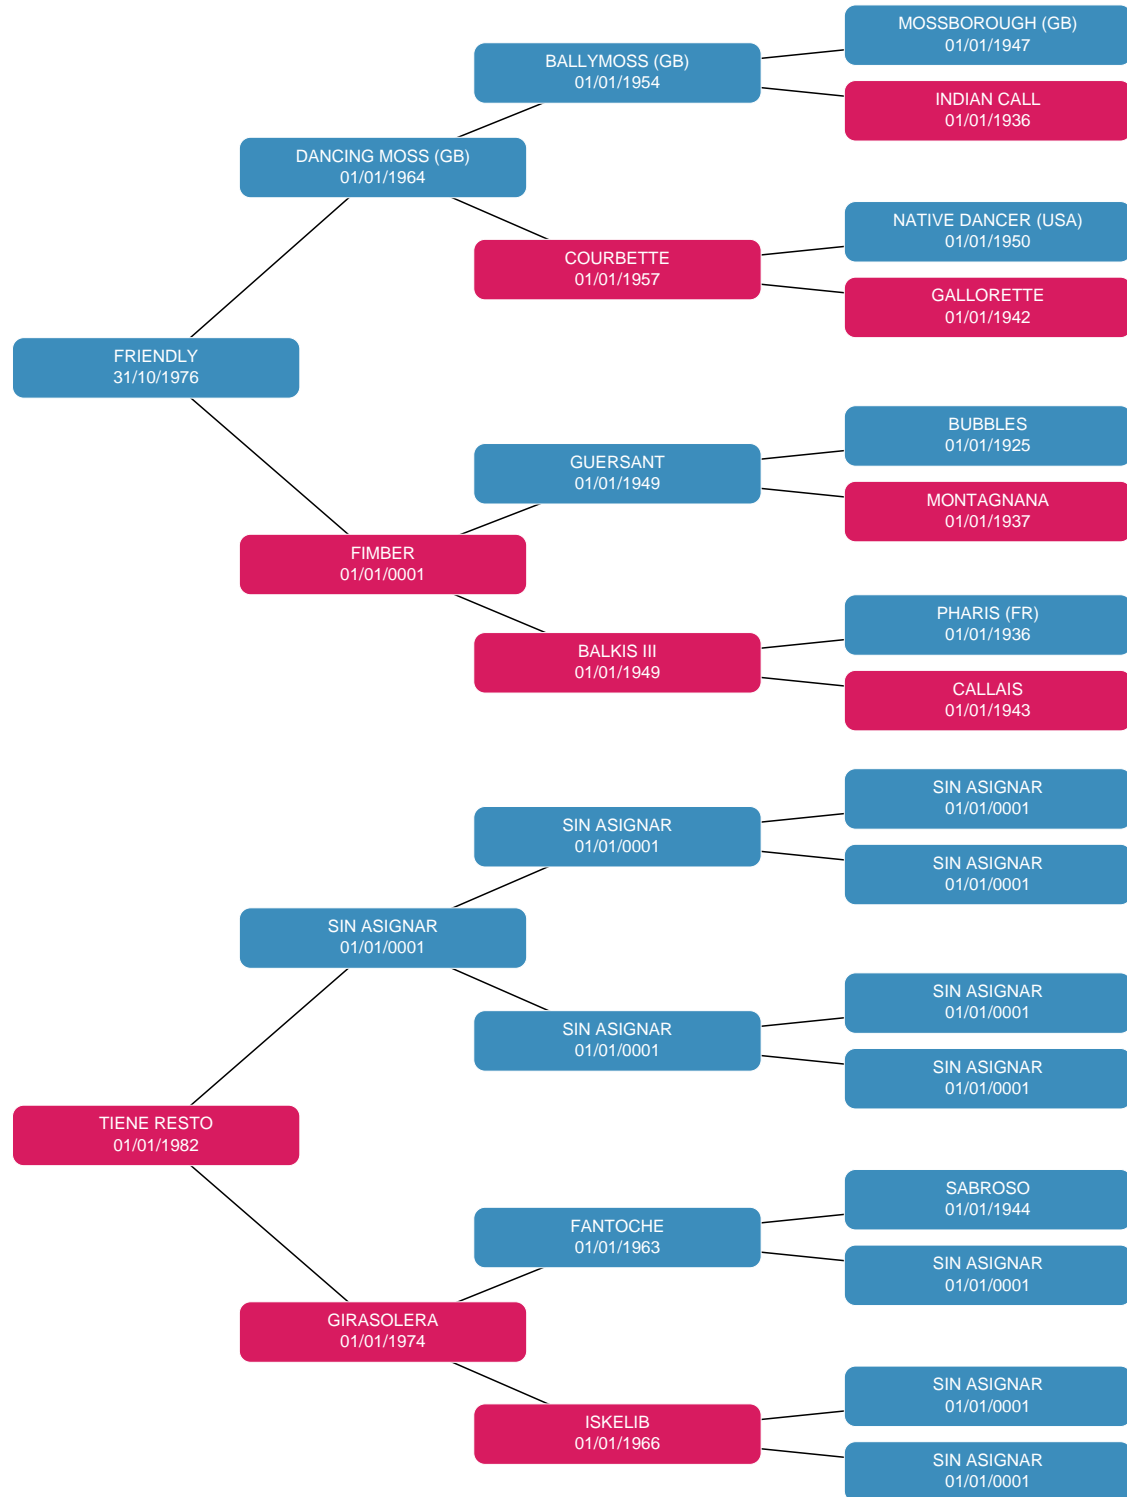 MOSSBOROUGH (GB)
01/01/1947
BALLYMOSS (GB)
01/01/1954
INDIAN CALL
01/01/1936
DANCING MOSS (GB)
01/01/1964
NATIVE DANCER (USA)
01/01/1950
COURBETTE
01/01/1957
GALLORETTE
01/01/1942
FRIENDLY
31/10/1976
BUBBLES
01/01/1925
GUERSANT
01/01/1949
MONTAGNANA
01/01/1937
FIMBER
01/01/0001
PHARIS (FR)
01/01/1936
BALKIS III
01/01/1949
CALLAIS
01/01/1943
SIN ASIGNAR
01/01/0001
SIN ASIGNAR
01/01/0001
SIN ASIGNAR
01/01/0001
SIN ASIGNAR
01/01/0001
SIN ASIGNAR
01/01/0001
SIN ASIGNAR
01/01/0001
SIN ASIGNAR
01/01/0001
TIENE RESTO
01/01/1982
SABROSO
01/01/1944
FANTOCHE
01/01/1963
SIN ASIGNAR
01/01/0001
GIRASOLERA
01/01/1974
SIN ASIGNAR
01/01/0001
ISKELIB
01/01/1966
SIN ASIGNAR
01/01/0001